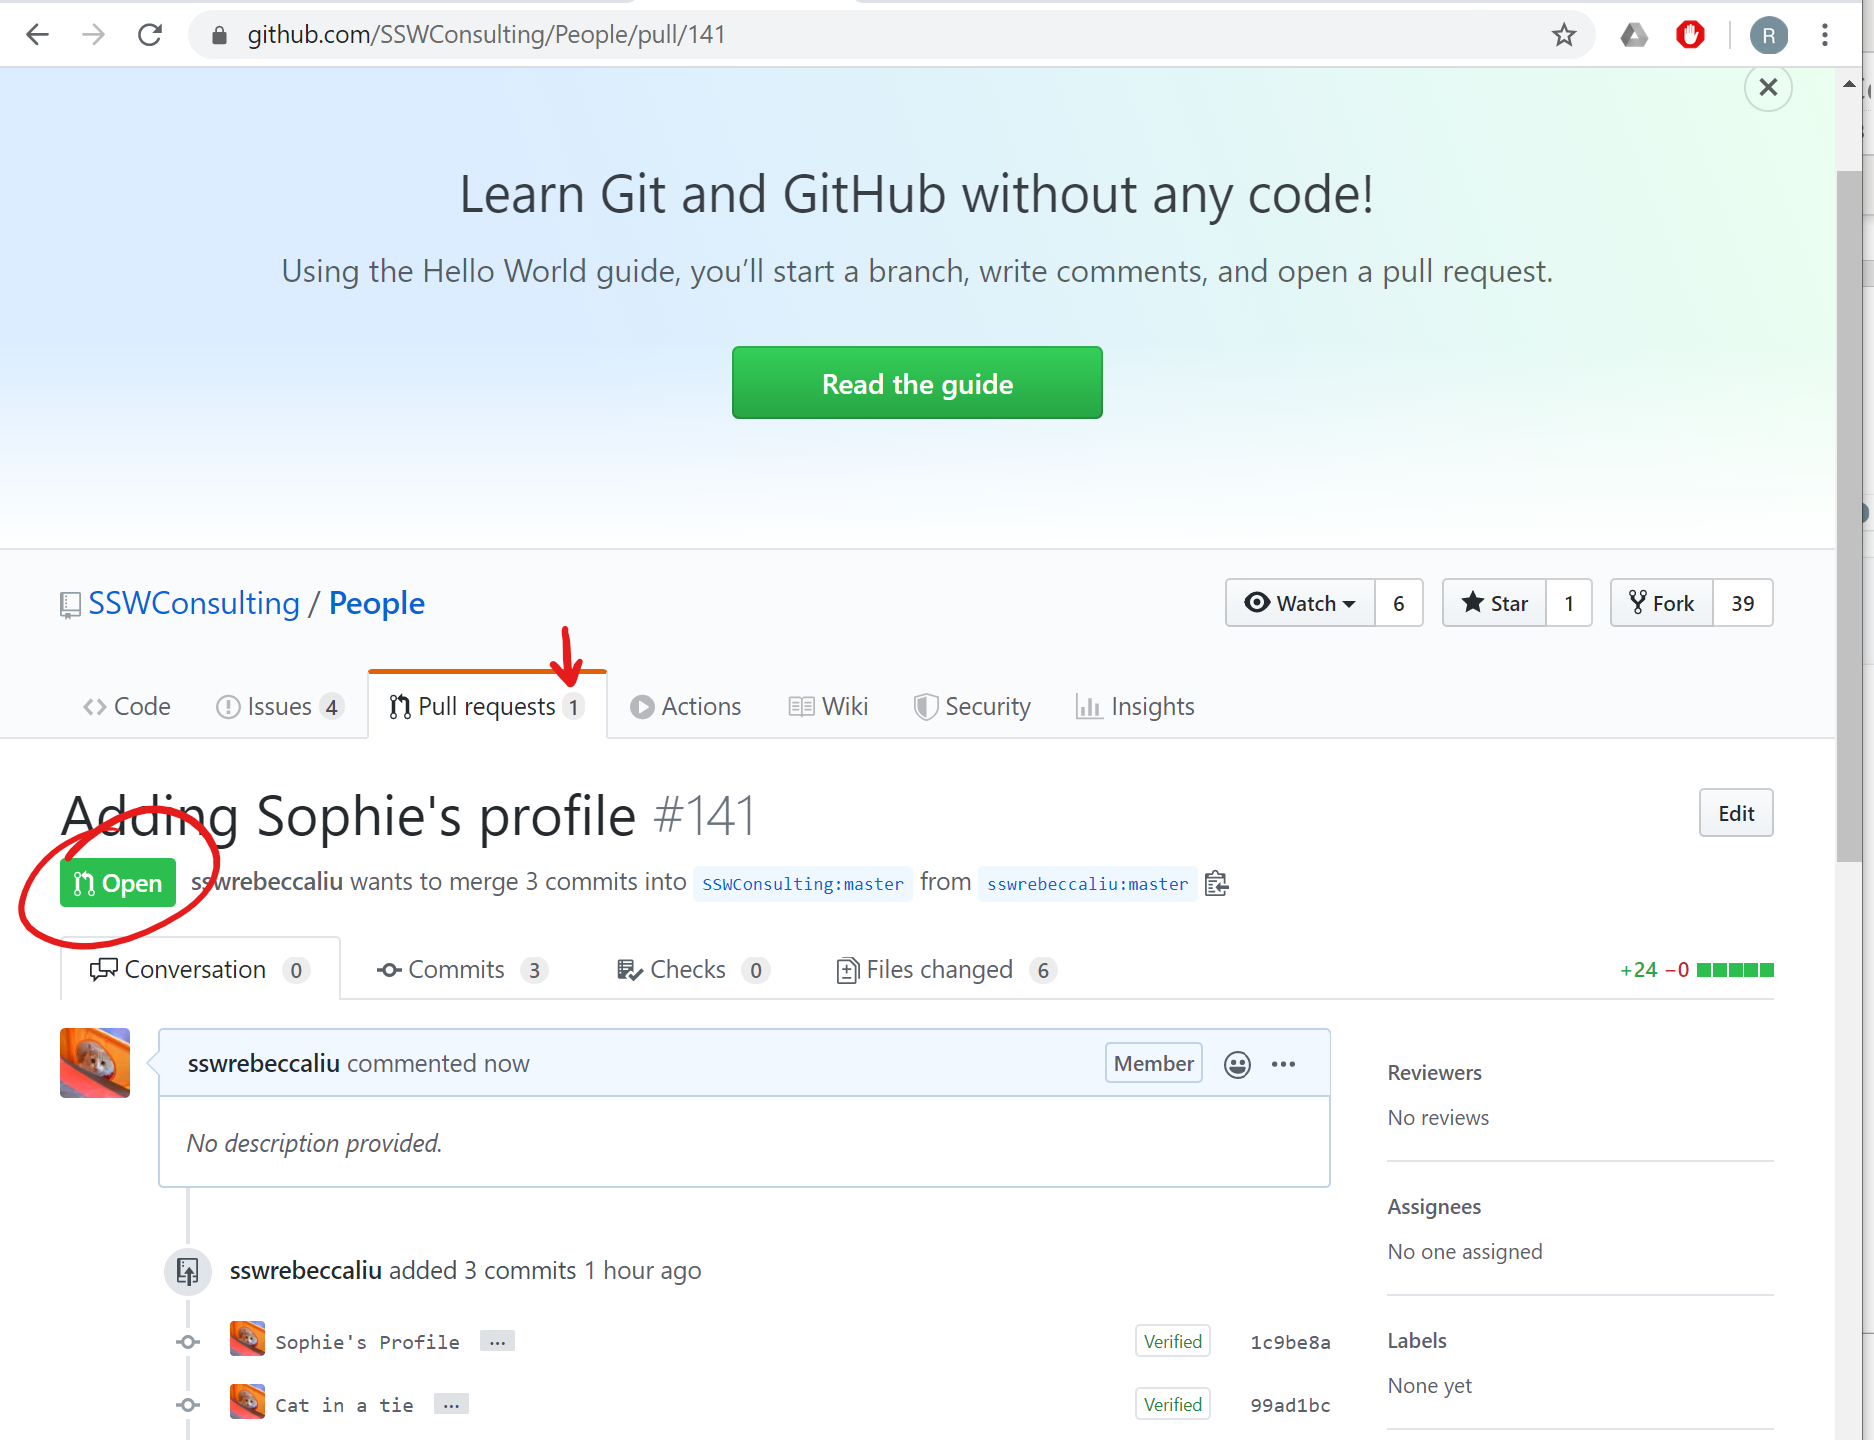 github.com/SSWConsulting/People/pull/141
R
Learn Git and GitHub without any code!
Using the Hello World guide, you’ll start a branch, write comments, and open a pull request.
Read the guide
SSWConsulting / People
Watch 6 Star 1 Fork 39
Code Issues 4 Pull requests 1 Actions Wiki Security Insights
Adding Sophie's profile #141
Edit
Open sswrebeccaliu wants to merge 3 commits into SSWConsulting:master from sswrebeccaliu:master
Conversation 0 Commits 3 Checks 0 Files changed 6 +24 −0
sswrebeccaliu commented now Member
No description provided.
Reviewers
No reviews
Assignees
No one assigned
sswrebeccaliu added 3 commits 1 hour ago
Sophie's Profile … Verified 1c9be8a
Labels
None yet
Cat in a tie … Verified 99ad1bc